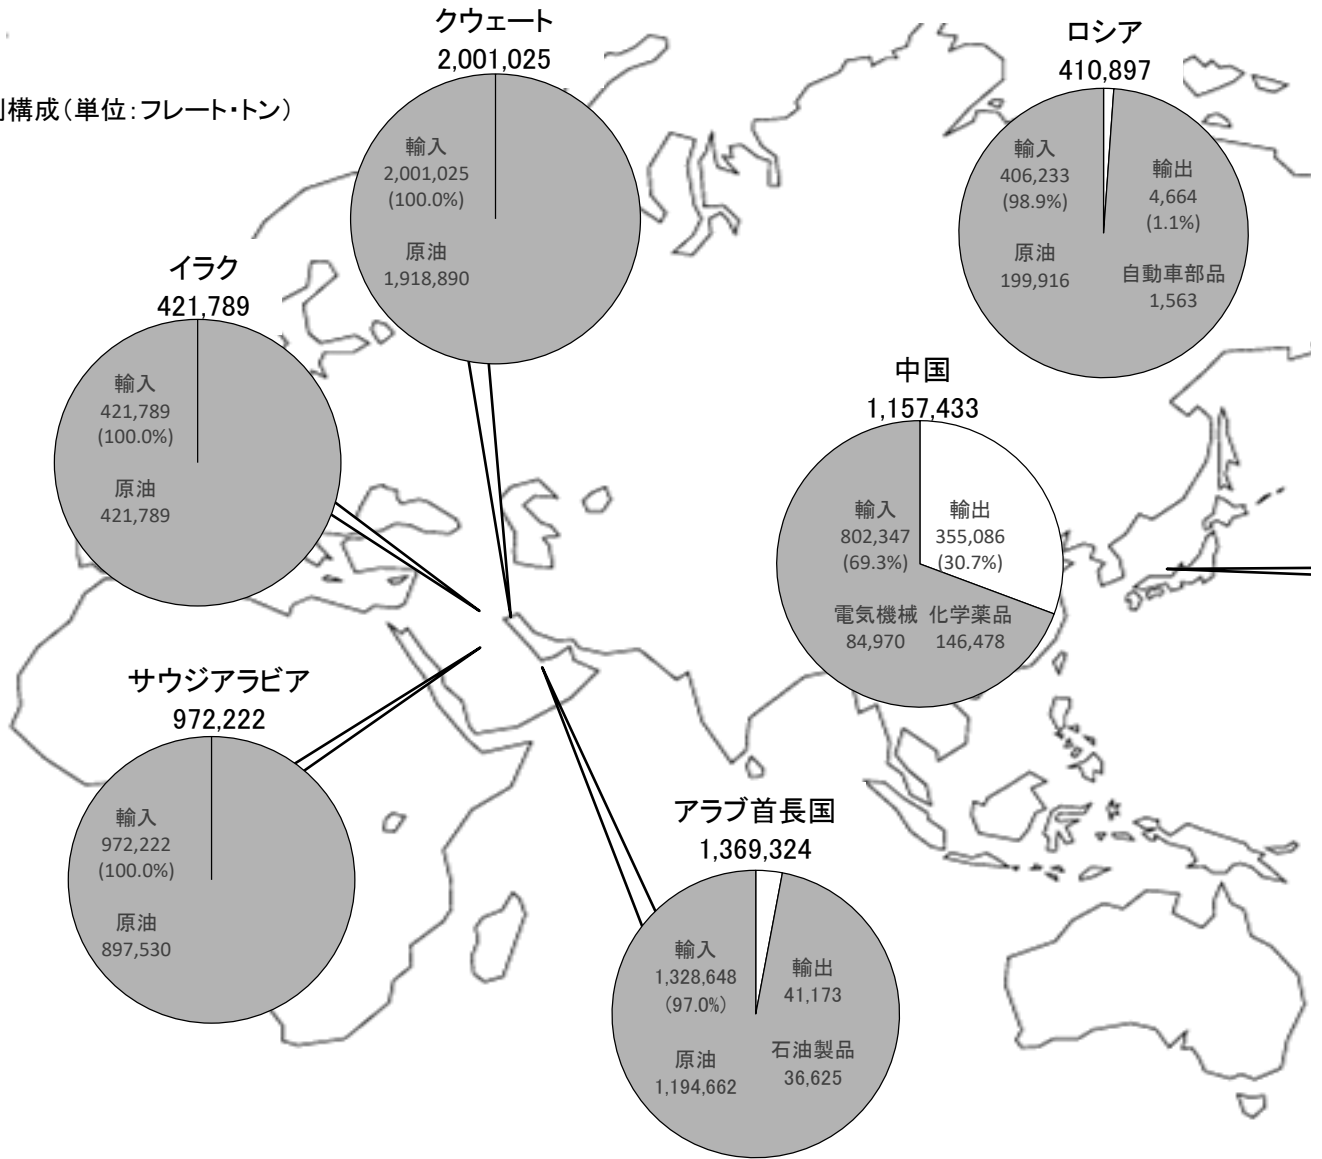 構成(単位:フレート・トン)
クウェート
2,001,025
輸入
2,001,025
(100.0%)
原油
1,918,890
ロシア
410,897
輸入
406,233
(98.9%)
原油
199,916
輸出
4,664
(1.1%)
自動車部品
1,563
イラク
421,789
輸入
421,789
(100.0%)
原油
421,789
中国
1,157,433
輸入
802,347
(69.3%)
電気機械
84,970
輸出
355,086
(30.7%)
化学薬品
146,478
サウジアラビア
972,222
輸入
972,222
(100.0%)
原油
897,530
アラブ首長国
1,369,324
輸入
1,328,648
(97.0%)
原油
1,194,662
輸出
41,173
石油製品
36,625